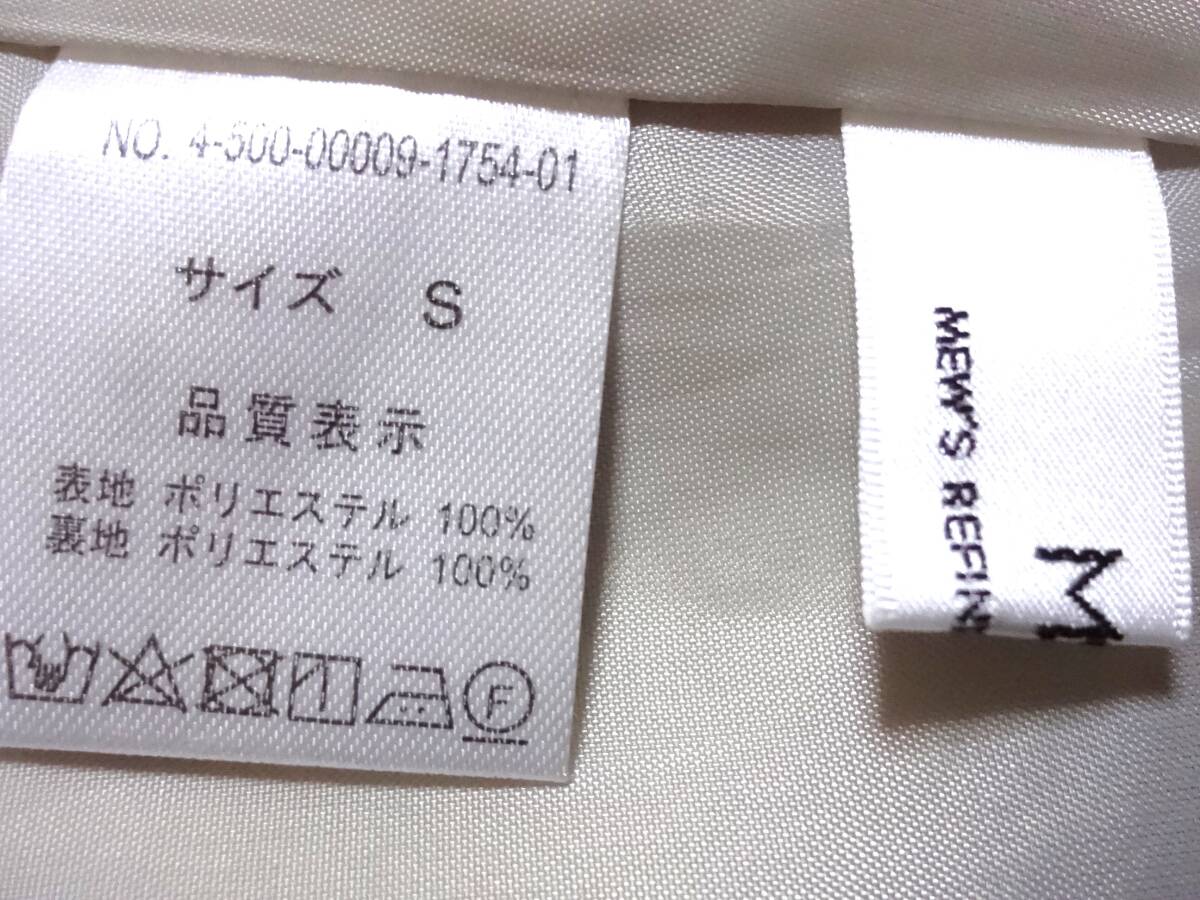 NO. 4-500-00009-1754-01
サイズ S
品質表示
表地 ポリエステル 100%
裏地 ポリエステル 100%
F
MEW'S REFIN
M